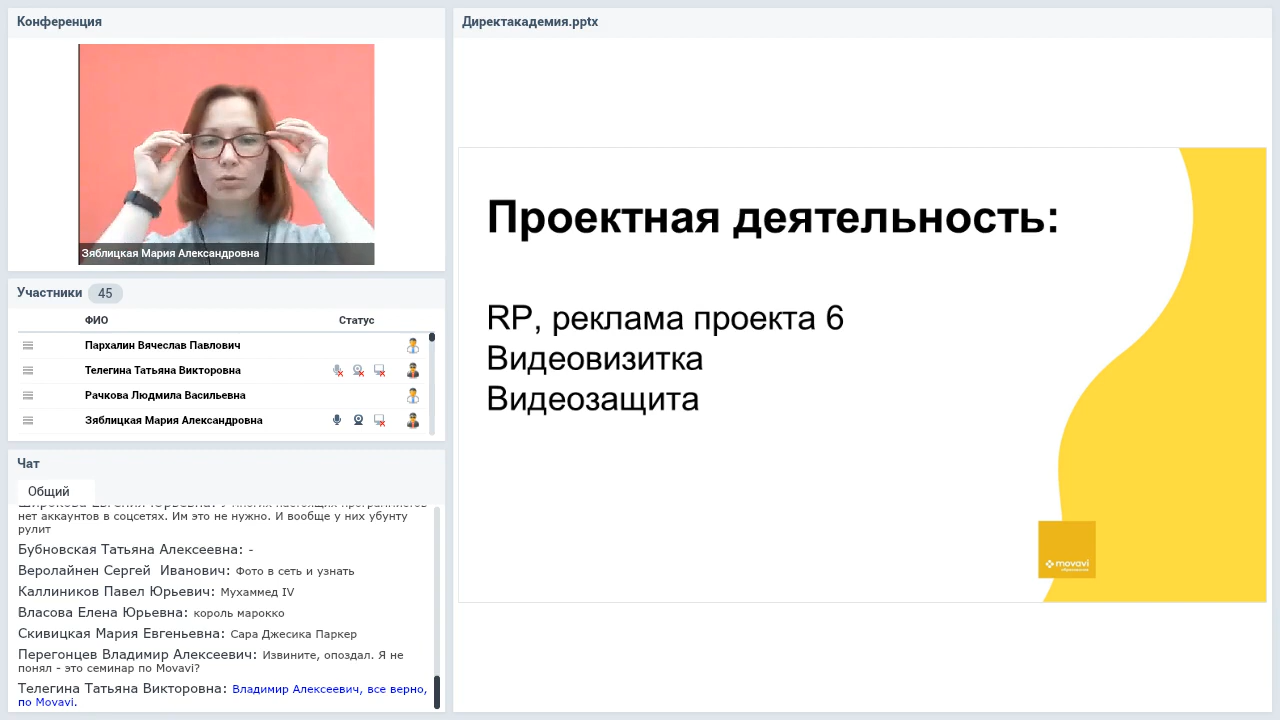 Конференция
Зяблицкая Мария Александровна
Участники 45
ФИО Статус
Пархалин Вячеслав Павлович
Телегина Татьяна Викторовна
Рачкова Людмила Васильевна
Зяблицкая Мария Александровна
Чат
Общий
нет аккаунтов в соцсетях. Им это не нужно. И вообще у них убунту
рулит
Бубновская Татьяна Алексеевна: -
Веролайнен Сергей Иванович: Фото в сеть и узнать
Каллиников Павел Юрьевич: Мухаммед IV
Власова Елена Юрьевна: король марокко
Скивицкая Мария Евгеньевна: Сара Джесика Паркер
Перегонцев Владимир Алексеевич: Извините, опоздал. Я не
понял - это семинар по Movavi?
Телегина Татьяна Викторовна: Владимир Алексеевич, все верно,
по Movavi.
Директакадемия.pptx
Проектная деятельность:
RP, реклама проекта 6
Видеовизитка
Видеозащита
movavi